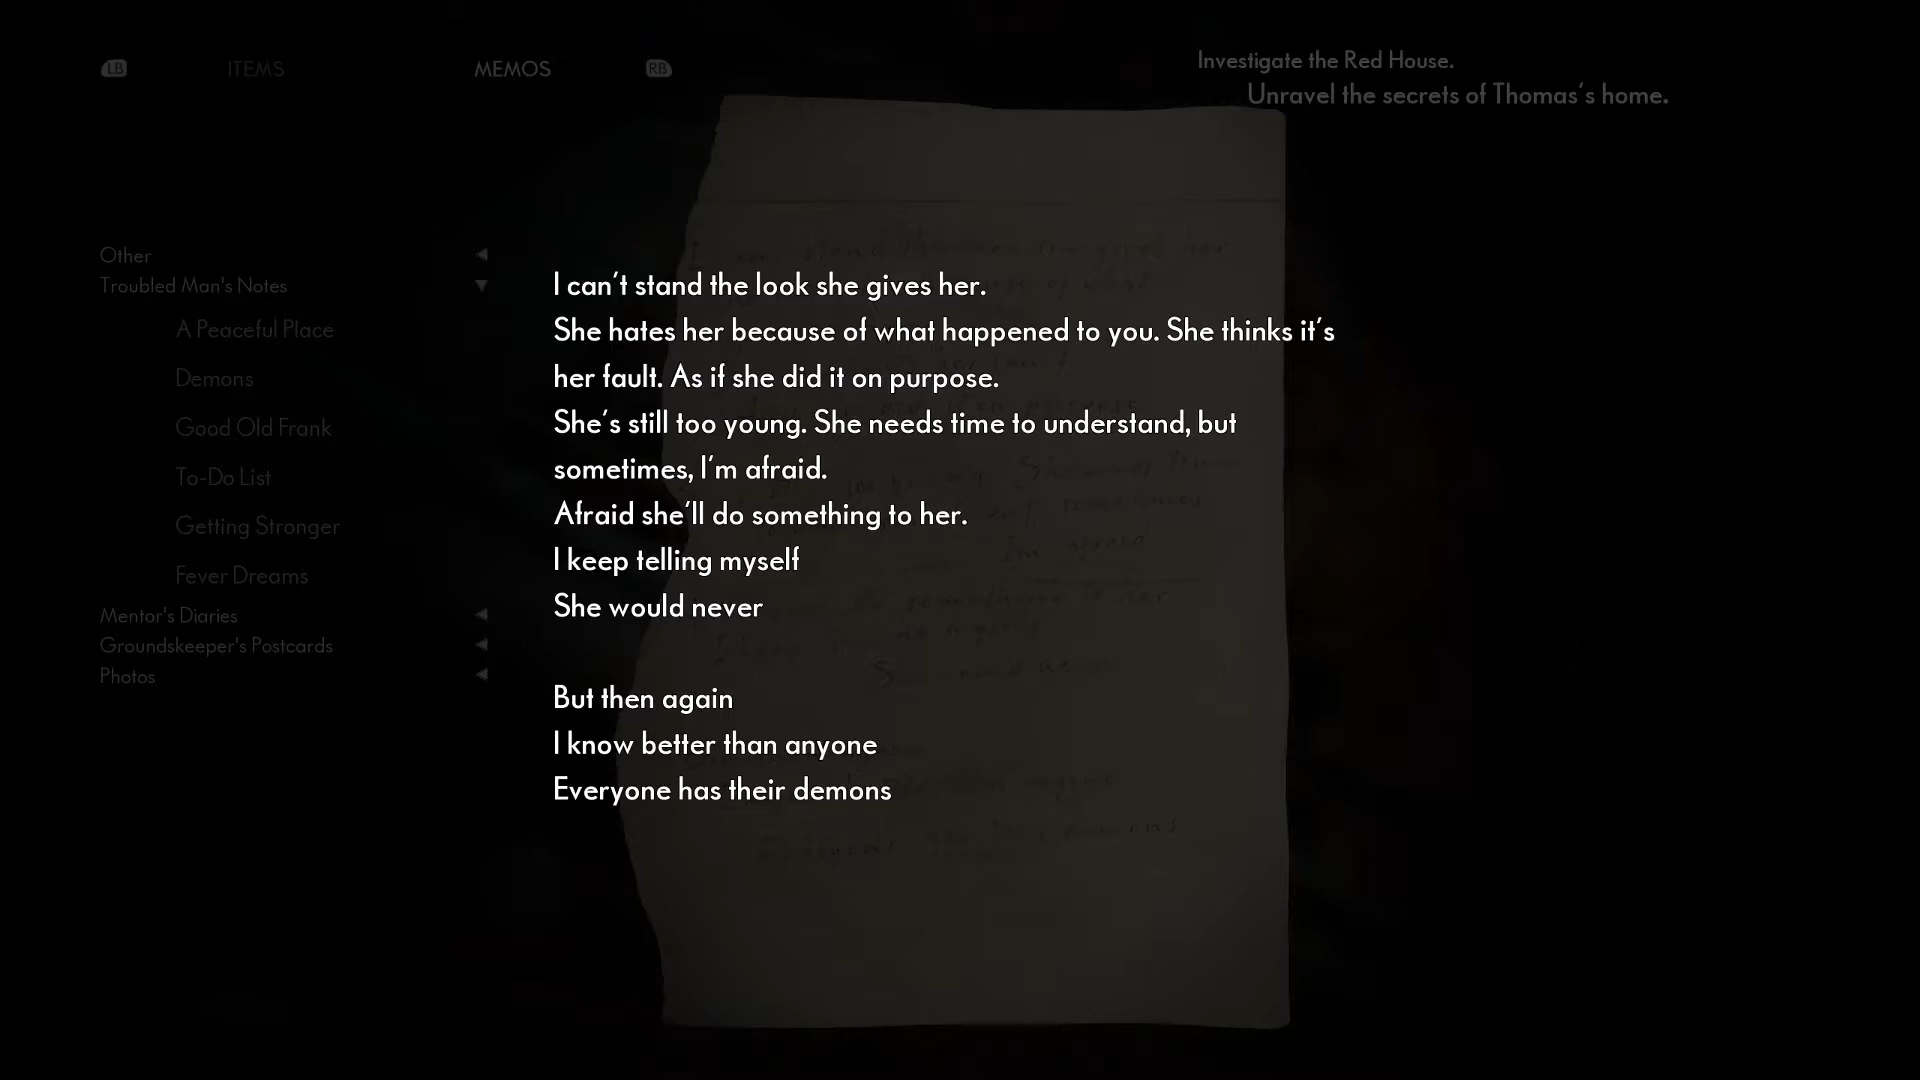 LB
ITEMS
MEMOS
RB
Investigate the Red House.
Unravel the secrets of Thomas's home.
Other
Troubled Man's Notes
A Peaceful Place
Demons
Good Old Frank
To-Do List
Getting Stronger
Fever Dreams
Mentor's Diaries
Groundskeeper's Postcards
Photos
I can't stand the look she gives her.
She hates her because of what happened to you. She thinks it's
her fault. As if she did it on purpose.
She's still too young. She needs time to understand, but
sometimes, I'm afraid.
Afraid she'll do something to her.
I keep telling myself
She would never
But then again
I know better than anyone
Everyone has their demons